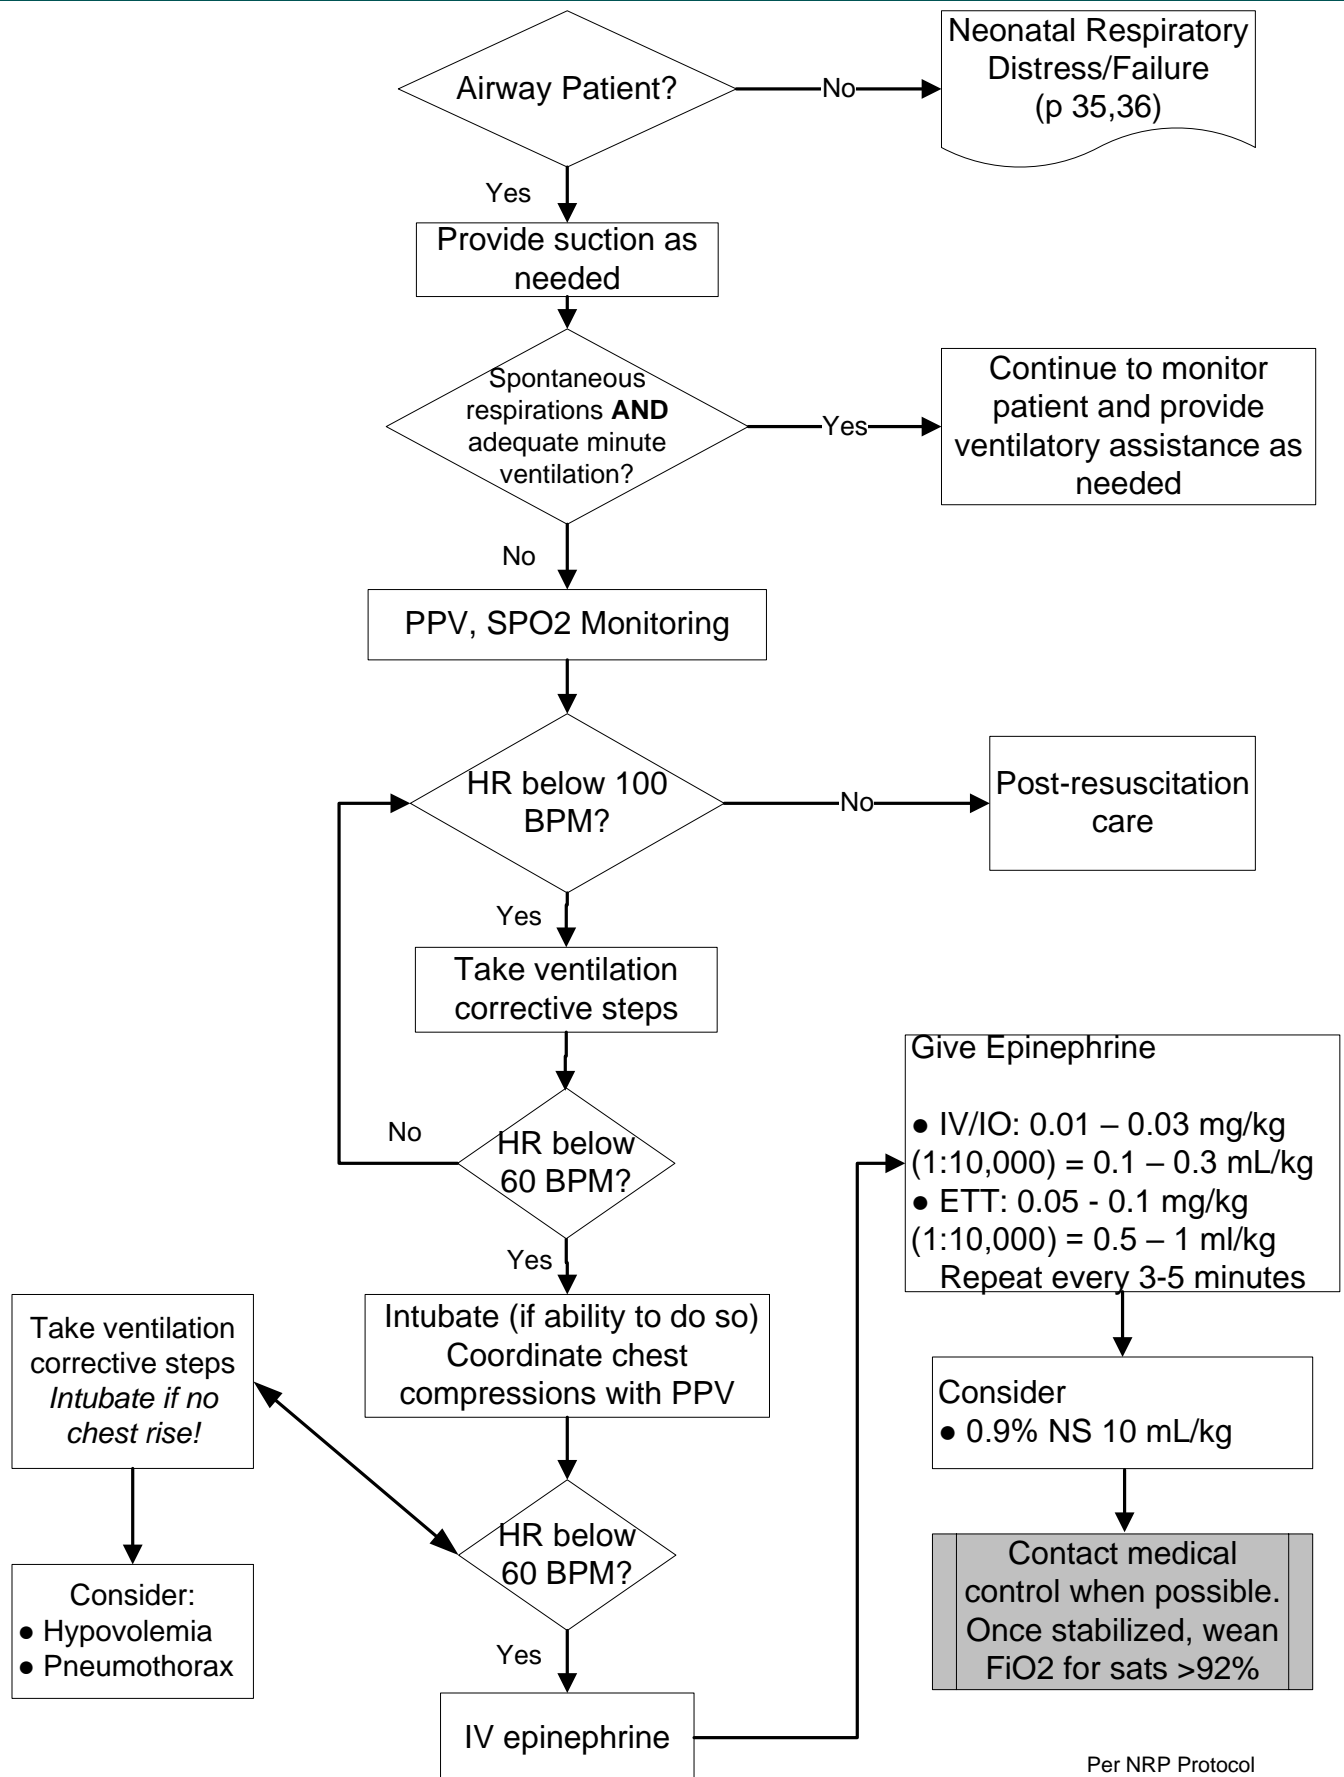 Airway Patient?
No
Neonatal Respiratory
Distress/Failure
(p 35,36)
Yes
Provide suction as
needed
Spontaneous
respirations AND
adequate minute
ventilation?
Yes
Continue to monitor
patient and provide
ventilatory assistance as
needed
No
PPV, SPO2 Monitoring
HR below 100
BPM?
No
Post-resuscitation
care
Yes
Take ventilation
corrective steps
No
HR below
60 BPM?
Yes
Intubate (if ability to do so)
Coordinate chest
compressions with PPV
Take ventilation
corrective steps
Intubate if no
chest rise!
Consider:
● Hypovolemia
● Pneumothorax
HR below
60 BPM?
Yes
IV epinephrine
Give Epinephrine
● IV/IO: 0.01 – 0.03 mg/kg
(1:10,000) = 0.1 – 0.3 mL/kg
● ETT: 0.05 - 0.1 mg/kg
(1:10,000) = 0.5 – 1 ml/kg
Repeat every 3-5 minutes
Consider
● 0.9% NS 10 mL/kg
Contact medical
control when possible.
Once stabilized, wean
FiO2 for sats >92%
Per NRP Protocol